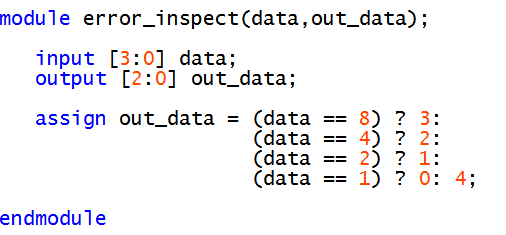 module error_inspect(data,out_data);
input [3:0] data;
output [2:0] out_data;
assign out_data = (data == 8) ? 3:
(data == 4) ? 2:
(data == 2) ? 1:
(data == 1) ? 0: 4;
endmodule